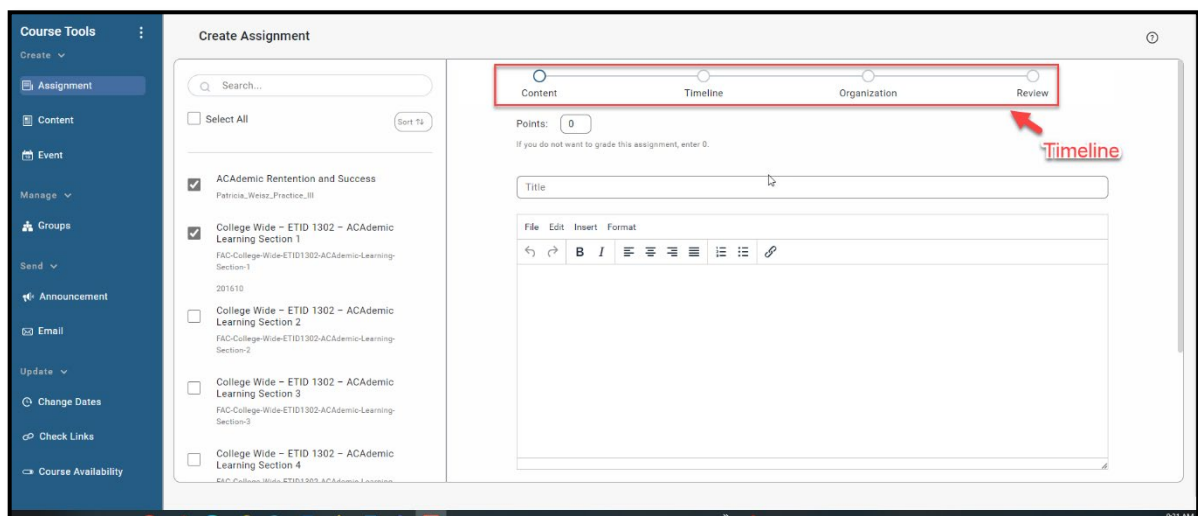 Course Tools
Create
Assignment
Content
Event
Manage
Groups
Send
Announcement
Email
Update
Change Dates
Check Links
Course Availability
Create Assignment
Search...
Select All
Sort
ACAdemic Rentention and Success
Patricia_Weisz_Practice_III
College Wide – ETID 1302 – ACAdemic
Learning Section 1
FAC-College-Wide-ETID1302-ACAdemic-Learning-
Section-1
201610
College Wide – ETID 1302 – ACAdemic
Learning Section 2
FAC-College-Wide-ETID1302-ACAdemic-Learning-
Section-2
College Wide – ETID 1302 – ACAdemic
Learning Section 3
FAC-College-Wide-ETID1302-ACAdemic-Learning-
Section-3
College Wide – ETID 1302 – ACAdemic
Learning Section 4
Content Timeline Organization Review
Timeline
Points: 0
If you do not want to grade this assignment, enter 0.
Title
File Edit Insert Format
B I